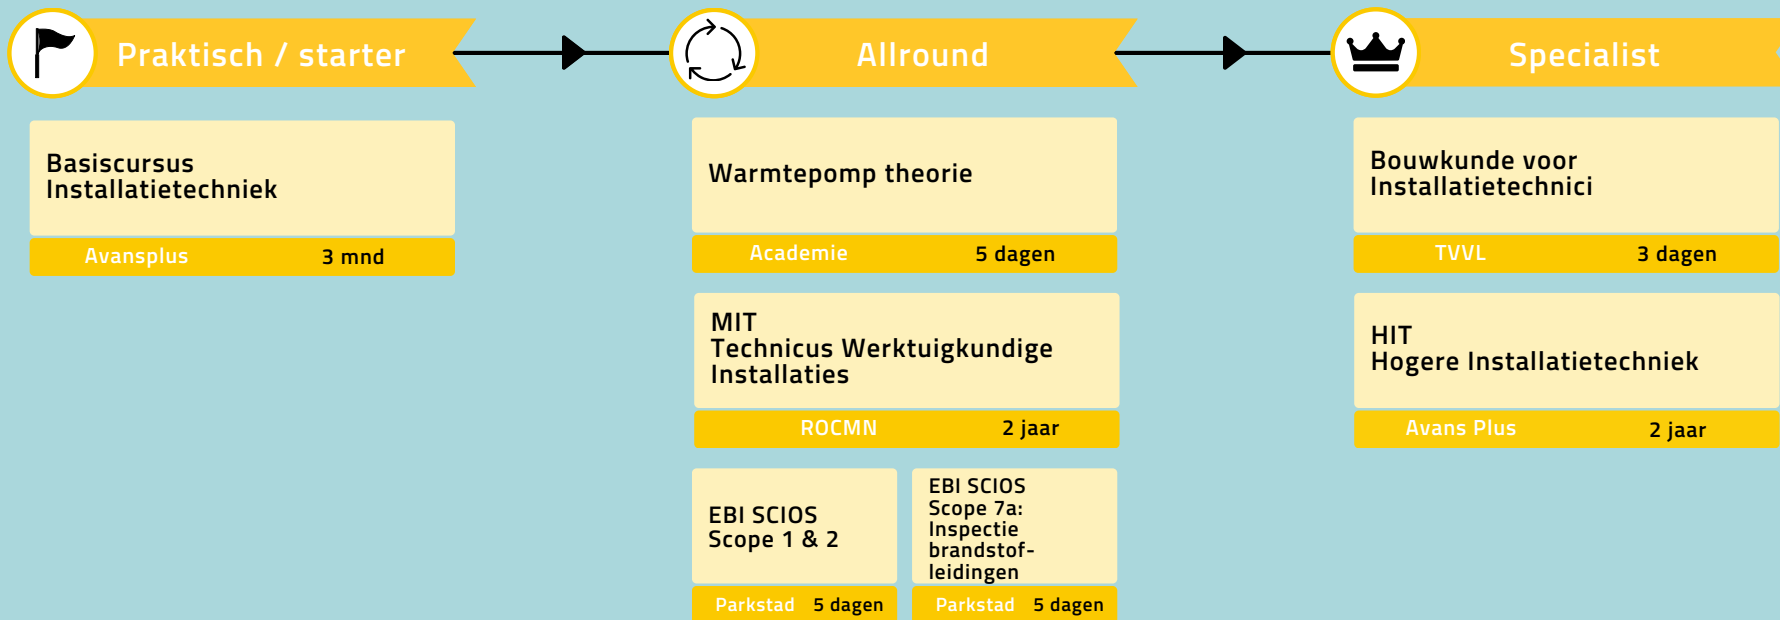 Praktisch / starter
Allround
Specialist
Basiscursus
Installatietechniek
Avansplus 3 mnd
Warmtepomp theorie
Academie 5 dagen
MIT
Technicus Werktuigkundige
Installaties
ROCMN 2 jaar
EBI SCIOS
Scope 1 & 2
Parkstad 5 dagen
EBI SCIOS
Scope 7a:
Inspectie
brandstof-
leidingen
Parkstad 5 dagen
Bouwkunde voor
Installatietechnici
TVVL 3 dagen
HIT
Hogere Installatietechniek
Avans Plus 2 jaar